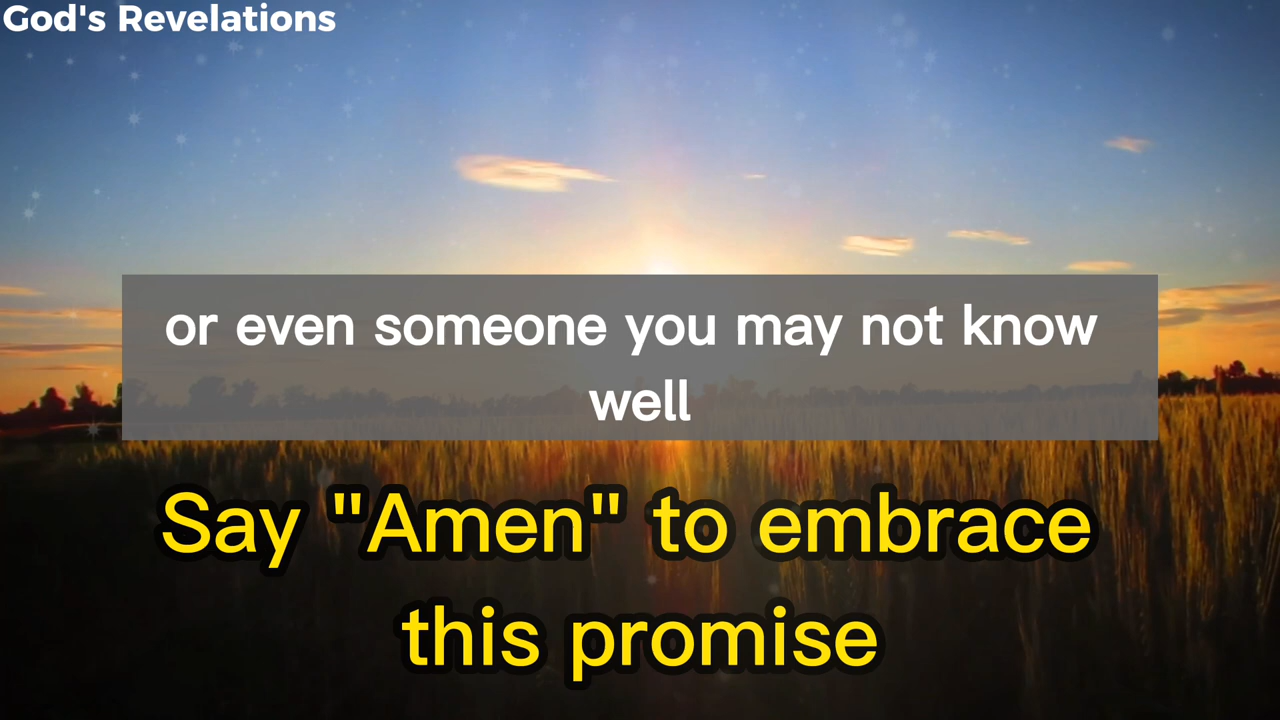 God's Revelations
or even someone you may not know
well
Say "Amen" to embrace
this promise